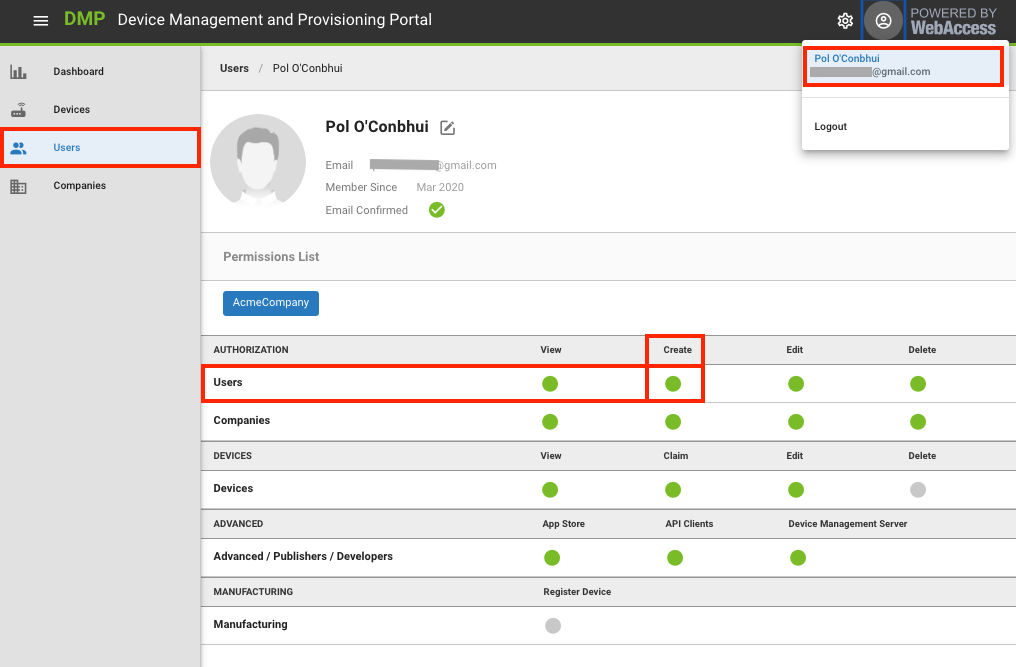 DMP Device Management and Provisioning Portal
POWERED BY
WebAccess
Pol O'Conbhui
@gmail.com
Logout
Dashboard
Devices
Users
Companies
Users / Pol O'Conbhui
Pol O'Conbhui
Email @gmail.com
Member Since Mar 2020
Email Confirmed
Permissions List
AcmeCompany
AUTHORIZATION View Create Edit Delete
Users
Companies
DEVICES View Claim Edit Delete
Devices
ADVANCED App Store API Clients Device Management Server
Advanced / Publishers / Developers
MANUFACTURING Register Device
Manufacturing